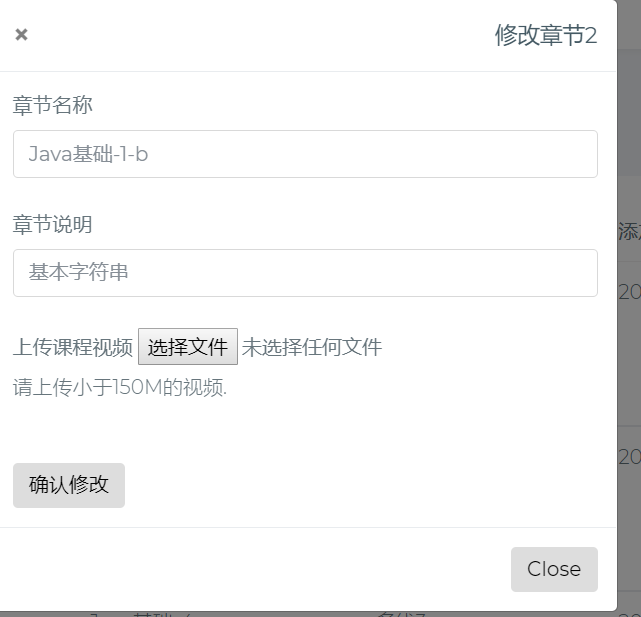 × 修改章节2
章节名称
Java基础-1-b
章节说明
基本字符串
上传课程视频 选择文件 未选择任何文件
请上传小于150M的视频.
确认修改
Close
添
20
20